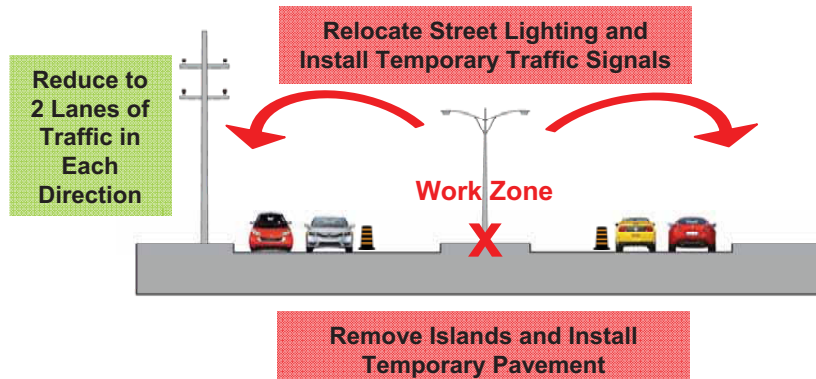 Relocate Street Lighting and
Install Temporary Traffic Signals
Reduce to
2 Lanes of
Traffic in
Each
Direction
Work Zone
X
Remove Islands and Install
Temporary Pavement